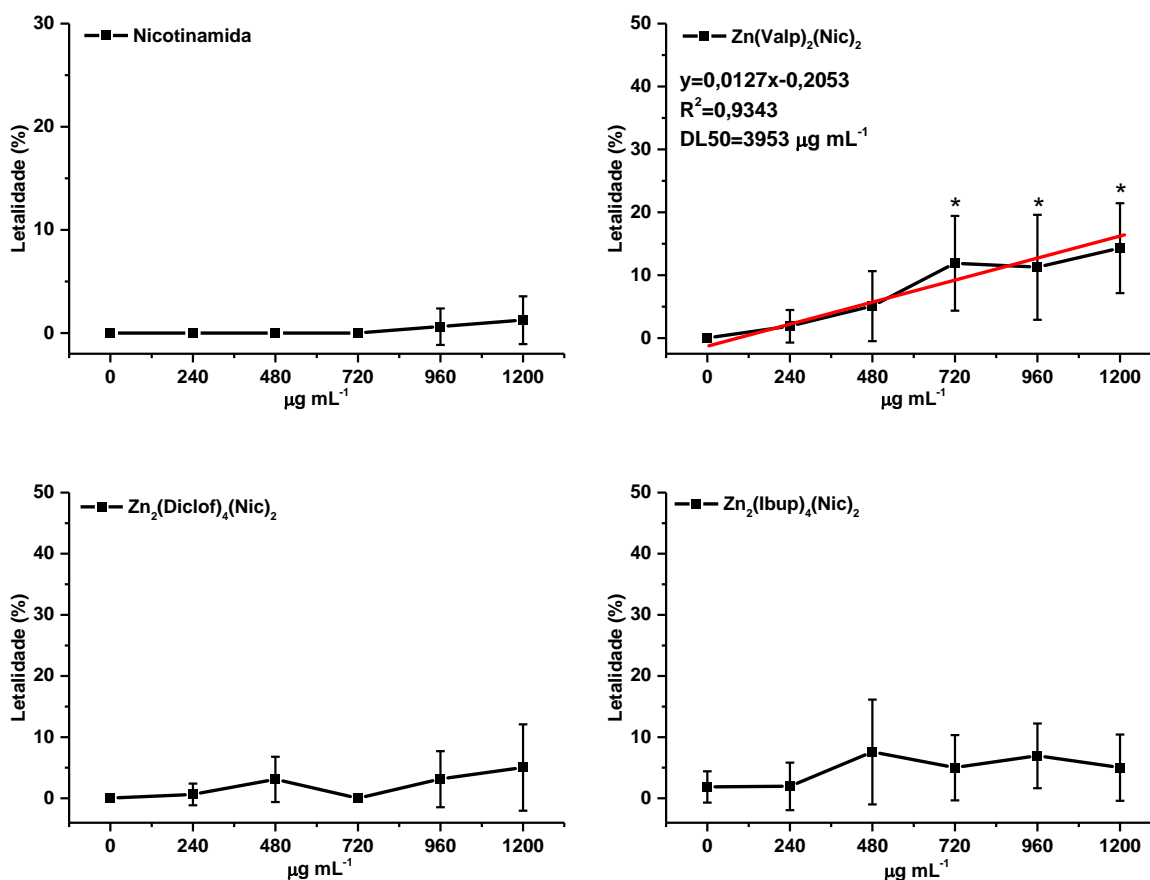 Nicotinamida
30
20
10
0
Letalidade (%)
0 240 480 720 960 1200
µg mL⁻¹
Zn(Valp)₂(Nic)₂
y=0,0127x-0,2053
R²=0,9343
DL50=3953 µg mL⁻¹
50
40
30
20
10
0
Letalidade (%)
* * *
0 240 480 720 960 1200
µg mL⁻¹
Zn₂(Diclof)₄(Nic)₂
50
40
30
20
10
0
Letalidade (%)
0 240 480 720 960 1200
µg mL⁻¹
Zn₂(Ibup)₄(Nic)₂
50
40
30
20
10
0
Letalidade (%)
0 240 480 720 960 1200
µg mL⁻¹